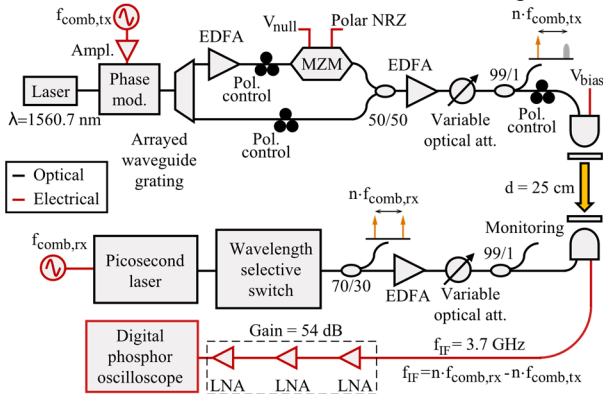 f_comb,tx
Ampl.
EDFA
V_null
Polar NRZ
n·f_comb,tx
Laser
Phase
mod.
Pol.
control
MZM
EDFA
99/1
V_bias
λ=1560.7 nm
Arrayed
waveguide
grating
Pol.
control
50/50
Variable
optical att.
Pol.
control
Optical
Electrical
d = 25 cm
n·f_comb,rx
Monitoring
f_comb,rx
Picosecond
laser
Wavelength
selective
switch
70/30
EDFA
99/1
Variable
optical att.
Digital
phosphor
oscilloscope
Gain = 54 dB
LNA
LNA
LNA
f_IF = 3.7 GHz
f_IF=n·f_comb,rx - n·f_comb,tx